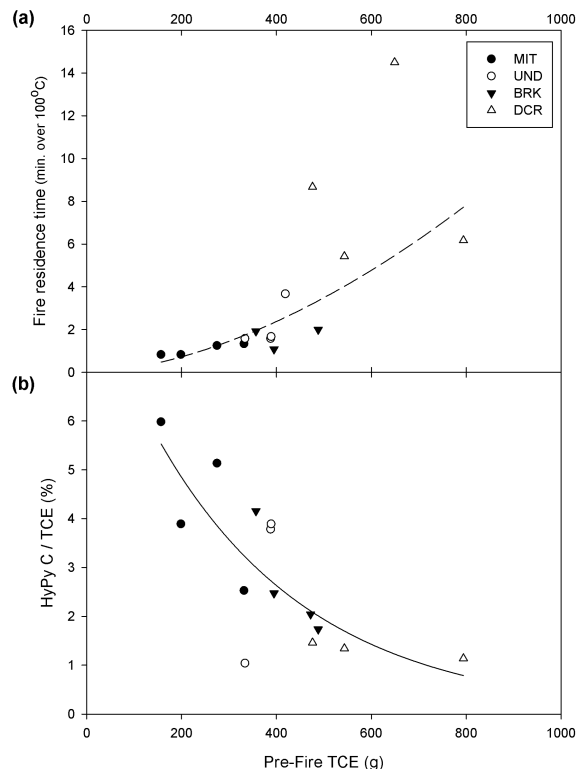 (a)
0 200 400 600 800 1000
16
14
12
10
8
6
4
2
0
Fire residence time (min. over 100⁰C)
MIT
UND
BRK
DCR
(b)
6
5
4
3
2
1
0
HyPy C / TCE (%)
0 200 400 600 800 1000
Pre-Fire TCE (g)